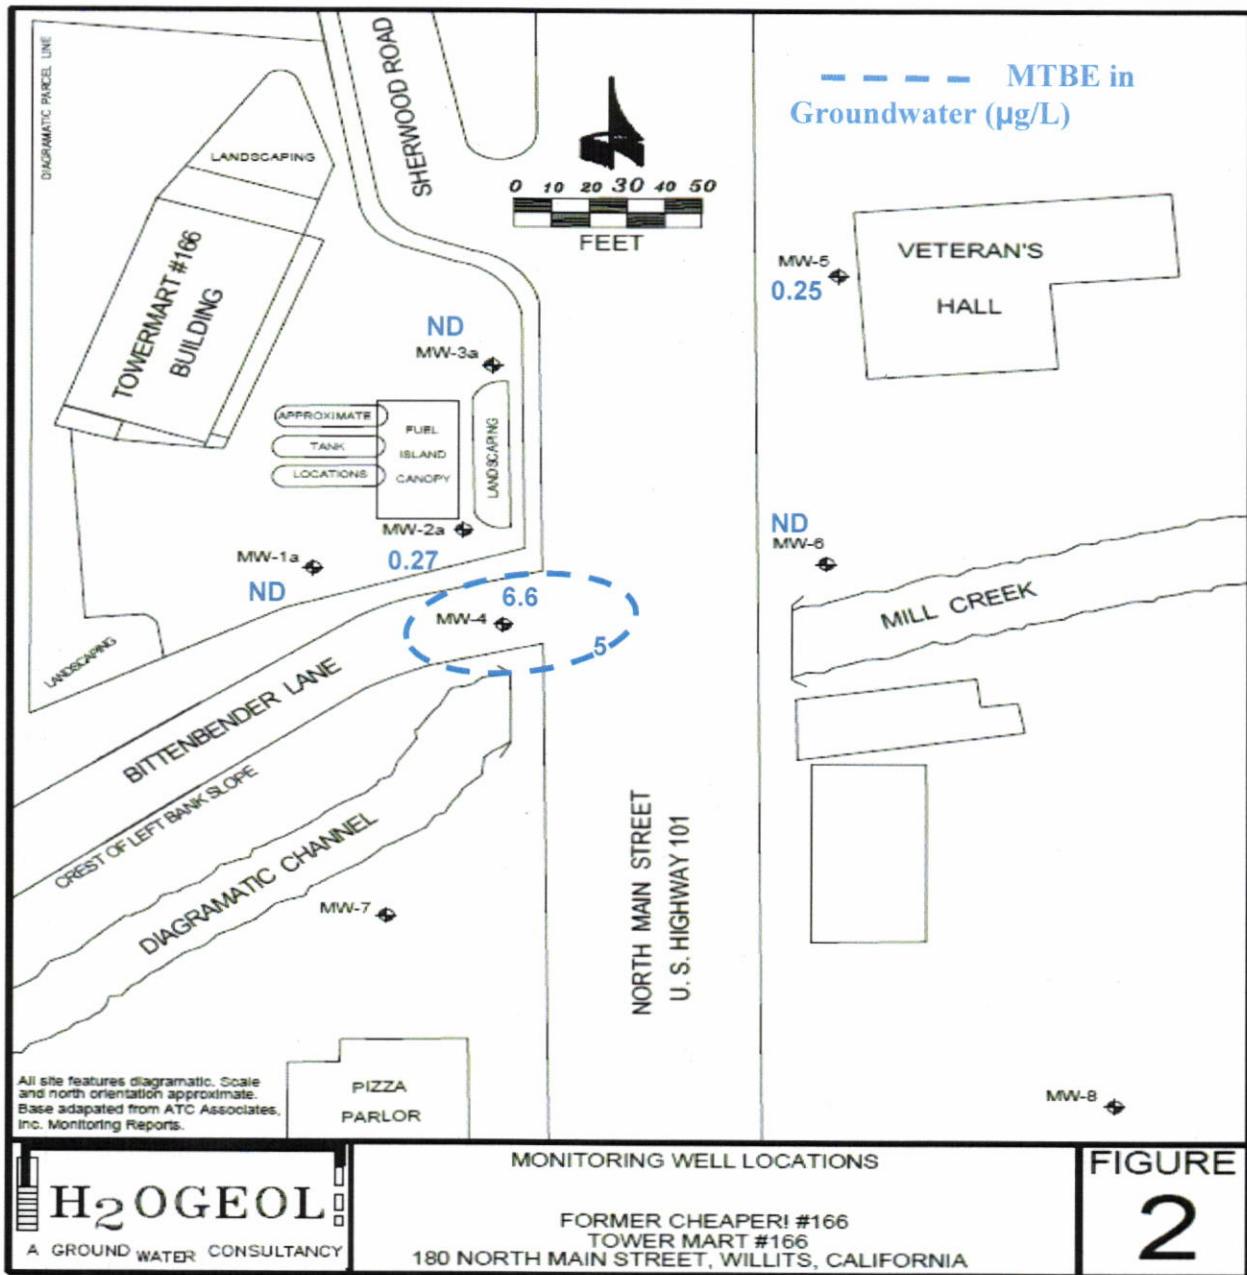 DIAGRAMATIC PARCEL LINE
SHERWOOD ROAD
MTBE in
Groundwater (µg/L)
LANDSCAPING
0 10 20 30 40 50
FEET
TOWERMART #166
BUILDING
VETERAN'S
HALL
MW-5
0.25
ND
MW-3a
APPROXIMATE
TANK
LOCATIONS
FUEL
ISLAND
CANOPY
LANDSCAPING
MW-2a
0.27
MW-1a
ND
ND
MW-6
6.6
MW-4
5
MILL CREEK
LANDSCAPING
BITTENBENDER LANE
CREST OF LEFT BANK SLOPE
DIAGRAMATIC CHANNEL
MW-7
NORTH MAIN STREET
U. S. HIGHWAY 101
MW-8
PIZZA
PARLOR
All site features diagramatic. Scale
and north orientation approximate.
Base adapated from ATC Associates,
Inc. Monitoring Reports.
H2OGEOL
A GROUND WATER CONSULTANCY
MONITORING WELL LOCATIONS
FORMER CHEAPER! #166
TOWER MART #166
180 NORTH MAIN STREET, WILLITS, CALIFORNIA
FIGURE
2